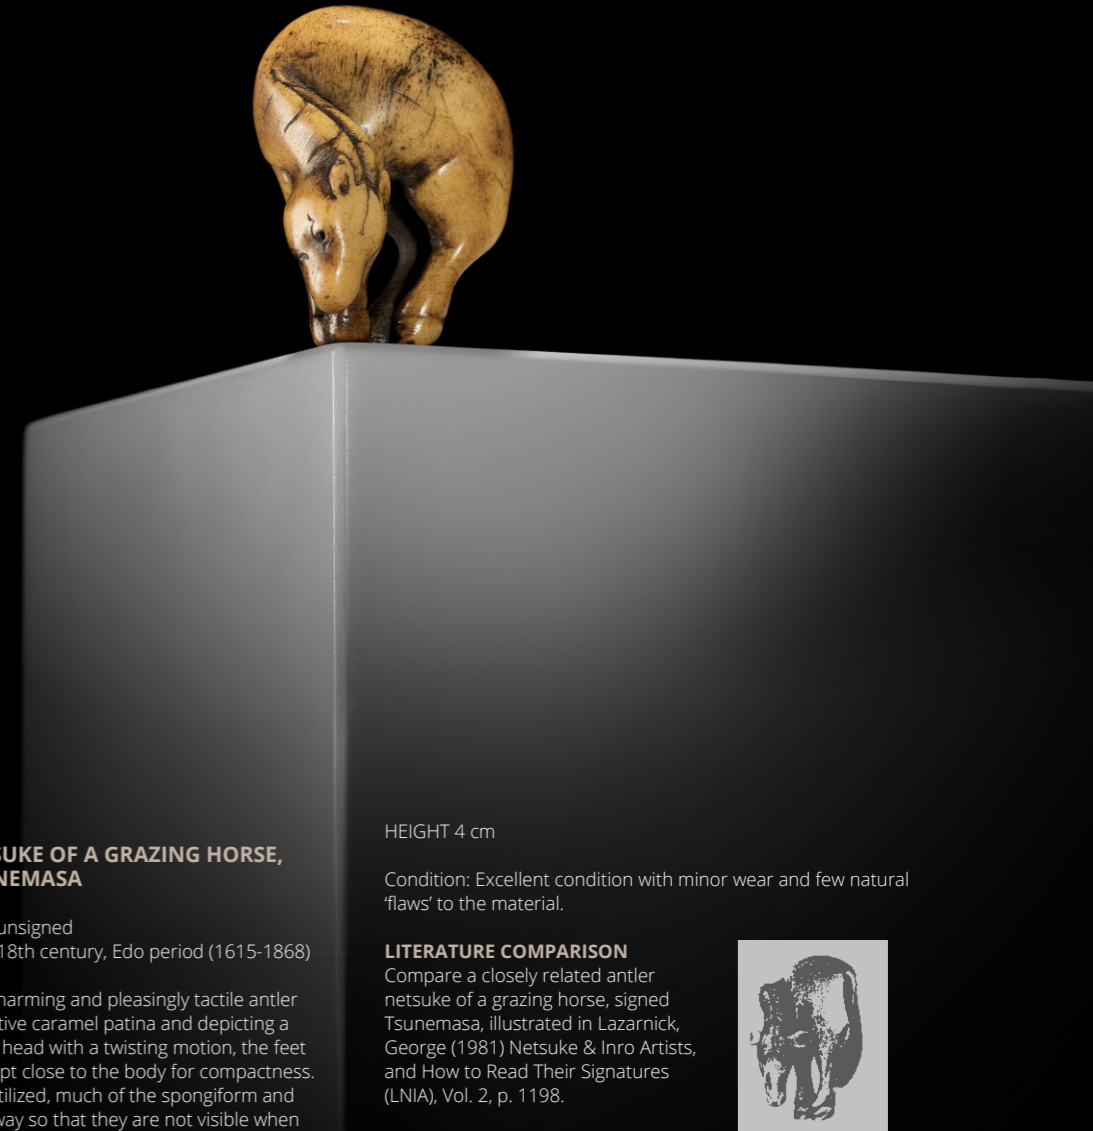 SUKE OF A GRAZING HORSE,
NEMASA
unsigned
18th century, Edo period (1615-1868)
harming and pleasingly tactile antler
tive caramel patina and depicting a
head with a twisting motion, the feet
pt close to the body for compactness.
tilized, much of the spongiform and
way so that they are not visible when
HEIGHT 4 cm
Condition: Excellent condition with minor wear and few natural
‘flaws’ to the material.
LITERATURE COMPARISON
Compare a closely related antler
netsuke of a grazing horse, signed
Tsunemasa, illustrated in Lazarnick,
George (1981) Netsuke & Inro Artists,
and How to Read Their Signatures
(LNIA), Vol. 2, p. 1198.